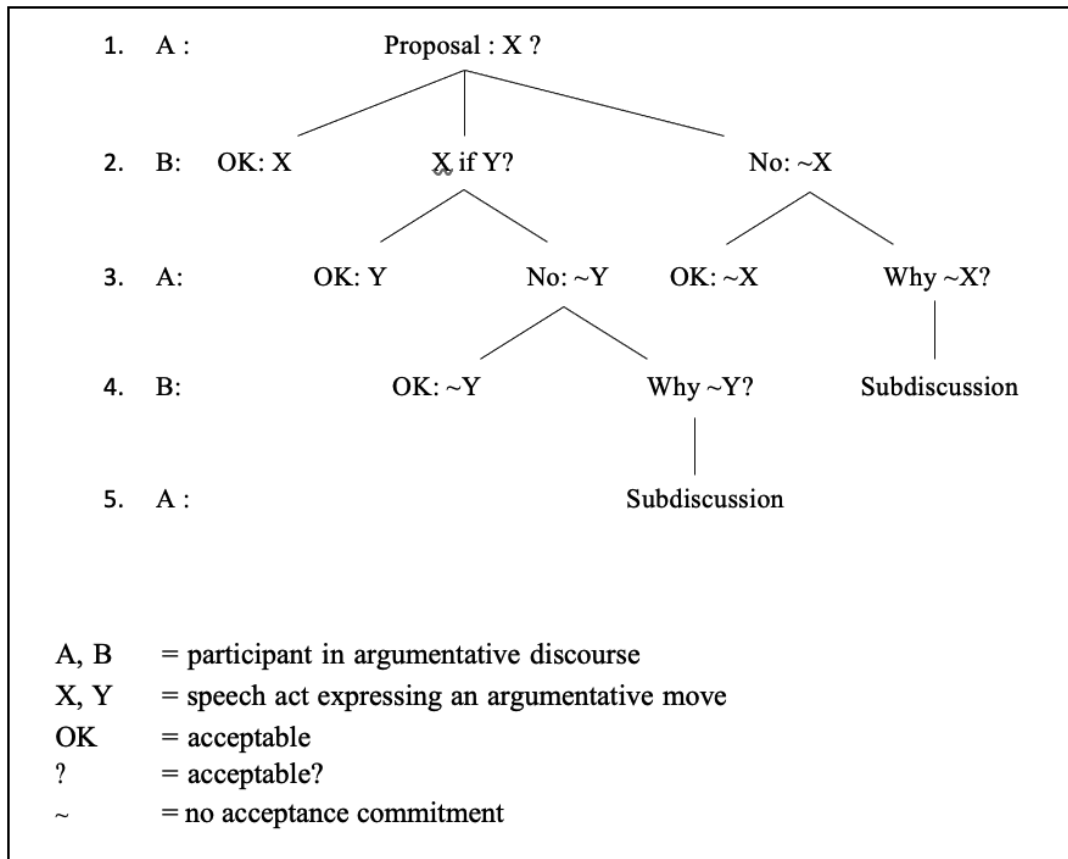 1. A : Proposal : X ?
2. B: OK: X X if Y? No: ~X
3. A: OK: Y No: ~Y OK: ~X Why ~X?
4. B: OK: ~Y Why ~Y? Subdiscussion
5. A : Subdiscussion
A, B = participant in argumentative discourse
X, Y = speech act expressing an argumentative move
OK = acceptable
? = acceptable?
~ = no acceptance commitment